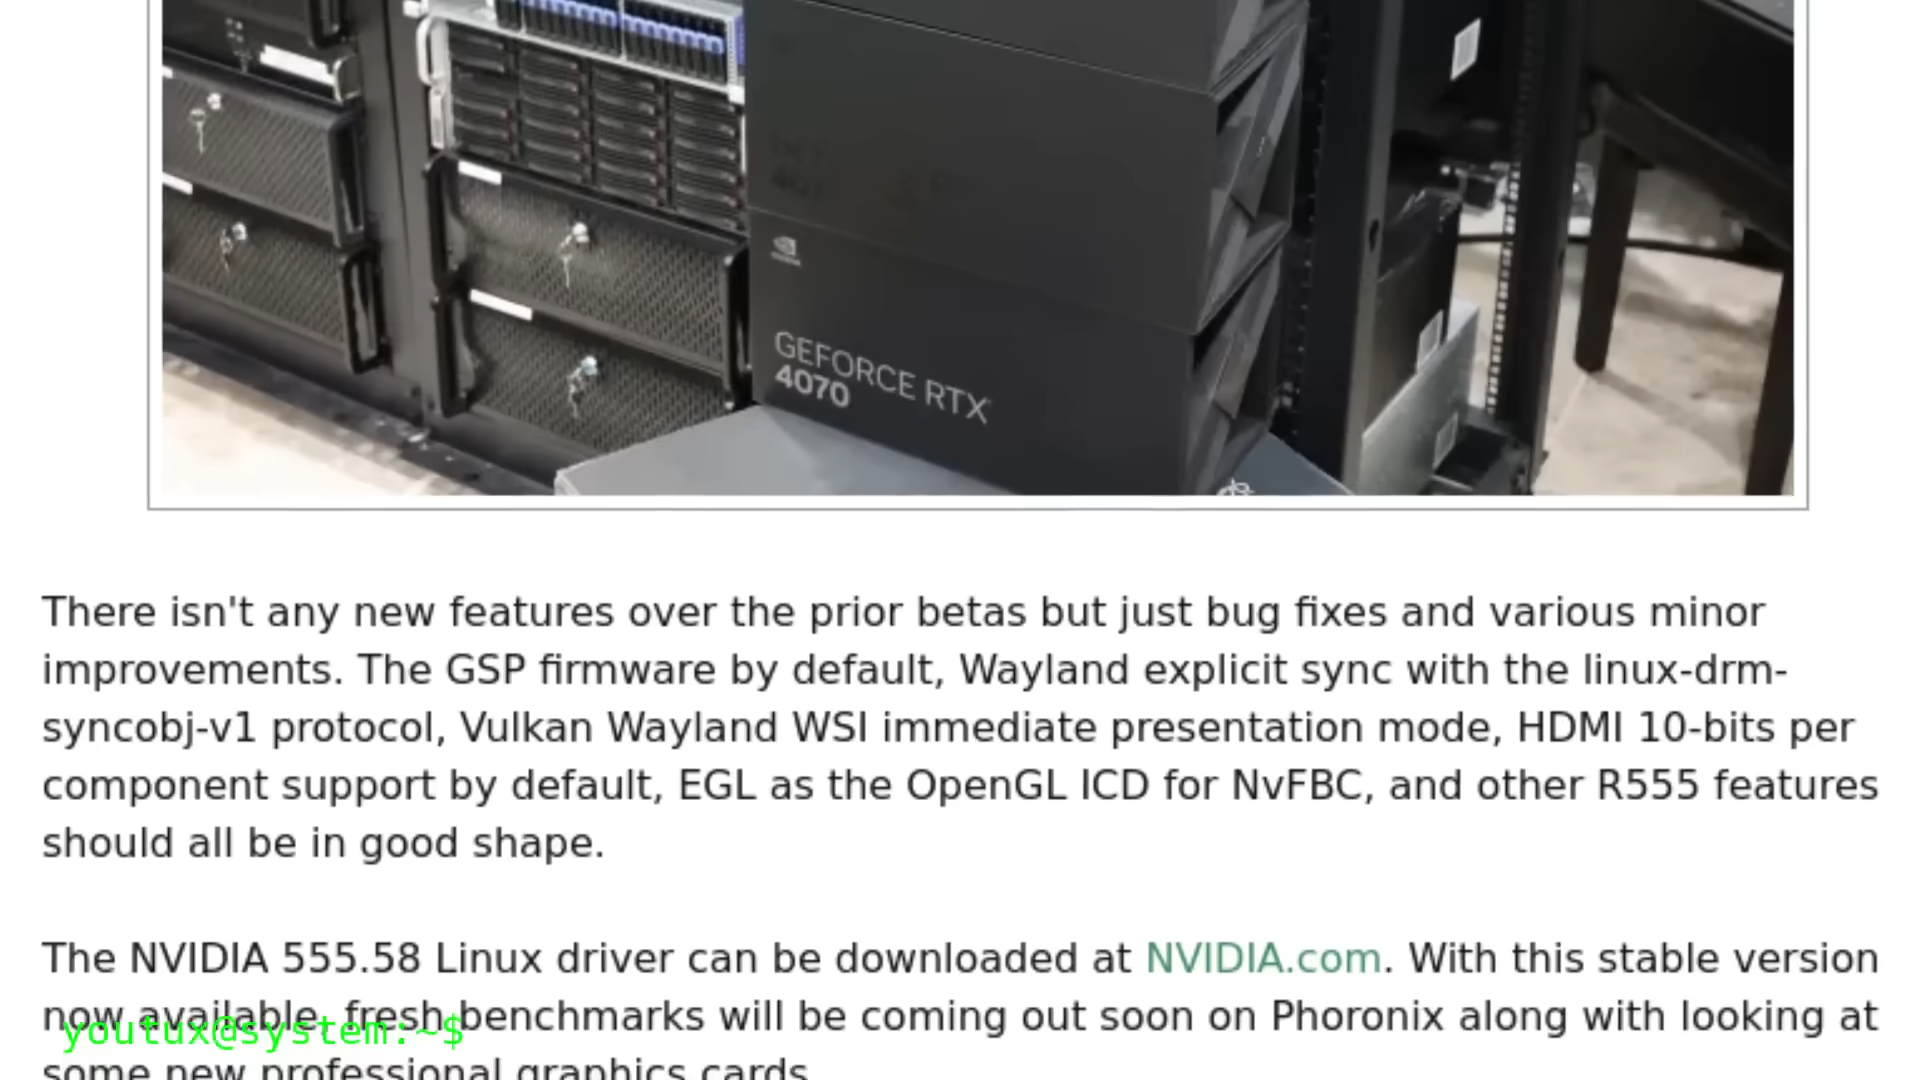 NVIDIA
GEFORCE RTX
4070
There isn't any new features over the prior betas but just bug fixes and various minor
improvements. The GSP firmware by default, Wayland explicit sync with the linux-drm-
syncobj-v1 protocol, Vulkan Wayland WSI immediate presentation mode, HDMI 10-bits per
component support by default, EGL as the OpenGL ICD for NvFBC, and other R555 features
should all be in good shape.
The NVIDIA 555.58 Linux driver can be downloaded at NVIDIA.com. With this stable version
now available, fresh benchmarks will be coming out soon on Phoronix along with looking at
youtux@system:~$
some new professional graphics cards.